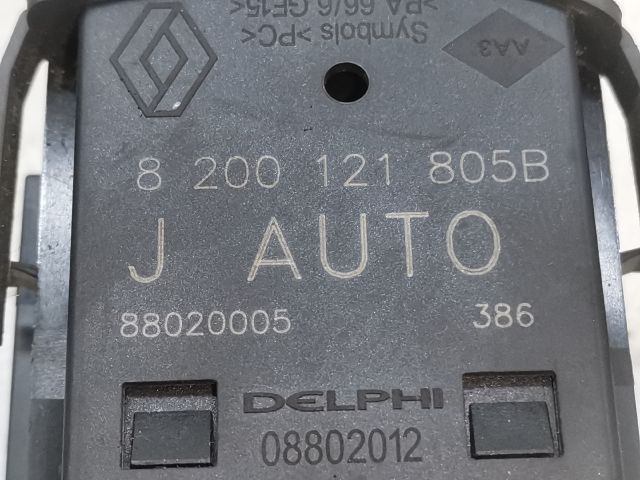 >PA 66/6 GF15<
Symbols >PC<
AA3
8 200 121 805B
J AUTO
88020005 386
DELPHI
08802012